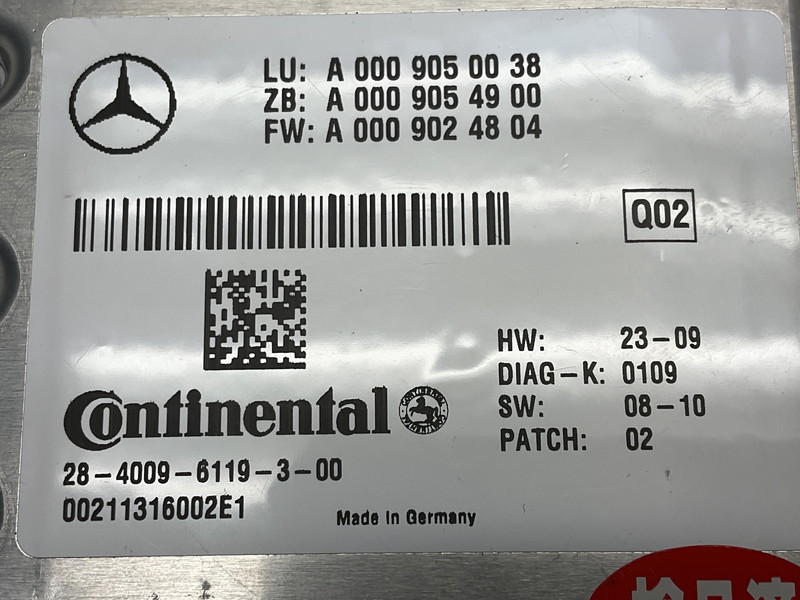 LU: A 000 905 00 38
ZB: A 000 905 49 00
FW: A 000 902 48 04
Q02
HW: 23-09
DIAG-K: 0109
SW: 08-10
PATCH: 02
Continental
28-4009-6119-3-00
00211316002E1
Made in Germany